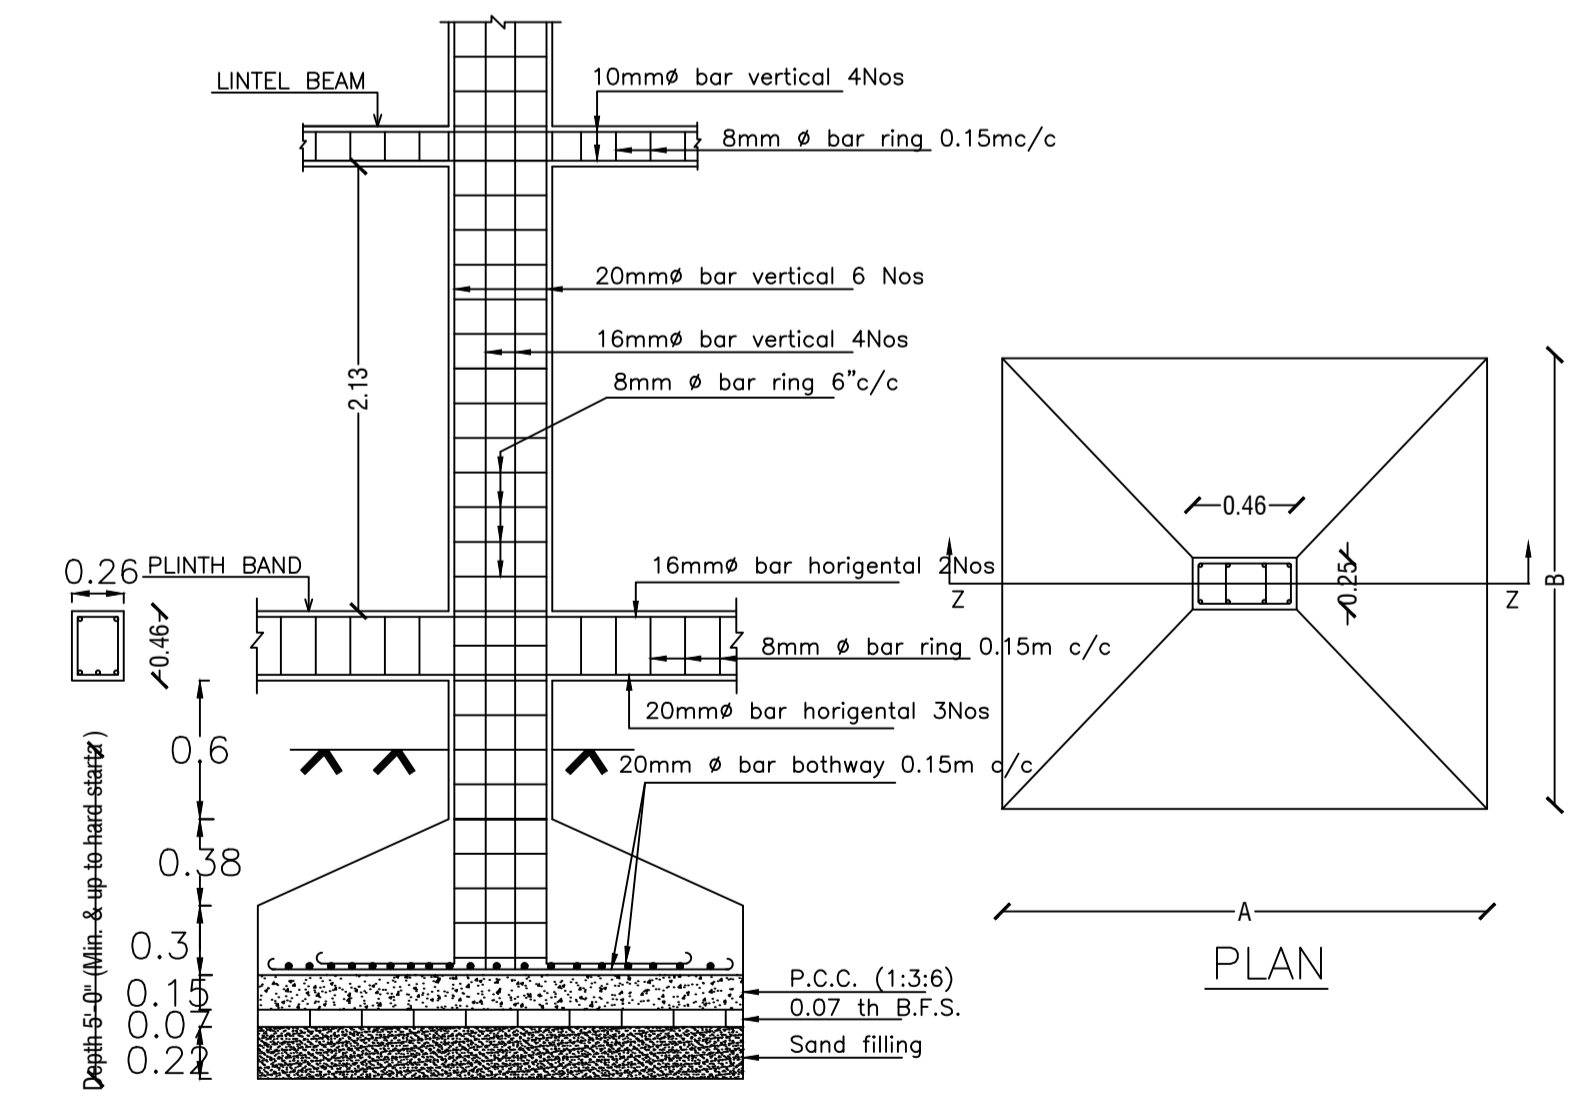 LINTEL BEAM
10mmø bar vertical 4Nos
8mm ø bar ring 0.15mc/c
20mmø bar vertical 6 Nos
16mmø bar vertical 4Nos
8mm ø bar ring 6”c/c
2.13
0.26
PLINTH BAND
0.46
16mmø bar horigental 2Nos
8mm ø bar ring 0.15m c/c
20mmø bar horigental 3Nos
20mm ø bar bothway 0.15m c/c
0.6
0.38
0.3
0.15
0.07
0.22
Depth 5'-0" (Min. & up to hard starta)
P.C.C. (1:3:6)
0.07 th B.F.S.
Sand filling
0.46
0.25
Z
Z
B
A
PLAN